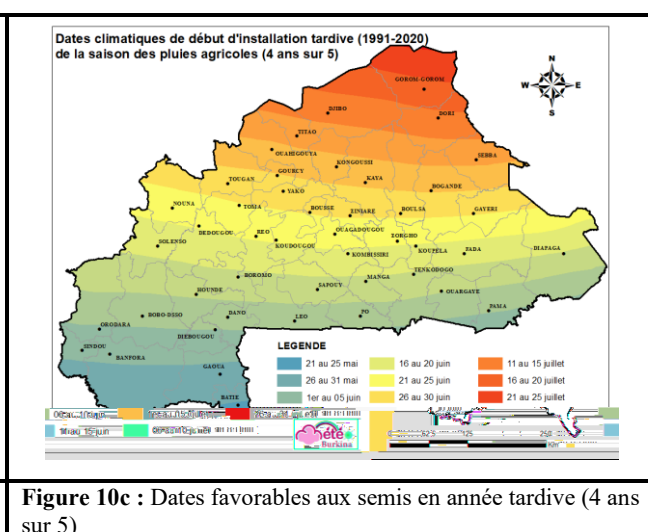 Dates climatiques de début d'installation tardive (1991-2020)
de la saison des pluies agricoles (4 ans sur 5)
N
W
E
S
GOROM-GOROM
DJIBO
DORI
TITAO
OUAHIGOUYA
KONGOUSSI
SEBBA
GOURCY
TOUGAN
KAYA
YAKO
BOGANDE
NOUNA
TOMA
BOUSSE
ZINIARE
BOULSA
GAYERI
DEDOUGOU
REO
OUAGADOUGOU
SOLENSO
KOUDOUGOU
ZORGHO
KOUPELA
FADA
DIAPAGA
KOMBISSIRI
BOROMO
MANGA
TENKODOGO
HOUNDE
SAPOUY
OUARGAYE
BOBO-DISSO
DANO
LEO
PO
PAMA
ORODARA
DIEBOUGOU
SINDOU
BANFORA
GAOUA
BATIE
LEGENDE
21 au 25 mai
16 au 20 juin
11 au 15 juillet
26 au 31 mai
21 au 25 juin
16 au 20 juillet
1er au 05 juin
26 au 30 juin
21 au 25 juillet
été
Burkina
Figure 10c : Dates favorables aux semis en année tardive (4 ans
sur 5)